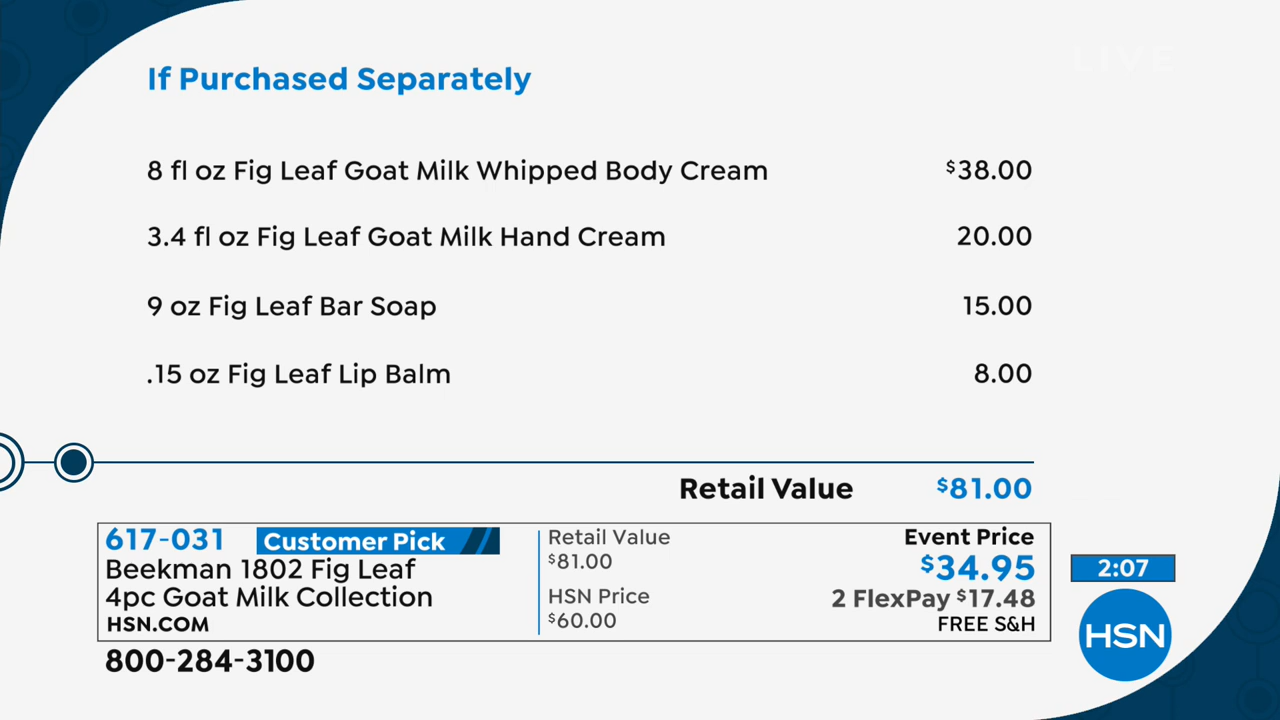 LIVE
If Purchased Separately
8 fl oz Fig Leaf Goat Milk Whipped Body Cream $38.00
3.4 fl oz Fig Leaf Goat Milk Hand Cream 20.00
9 oz Fig Leaf Bar Soap 15.00
.15 oz Fig Leaf Lip Balm 8.00
Retail Value $81.00
617-031 Customer Pick
Beekman 1802 Fig Leaf
4pc Goat Milk Collection
HSN.COM
Retail Value
$81.00
HSN Price
$60.00
Event Price
$34.95
2 FlexPay $17.48
FREE S&H
2:07
HSN
800-284-3100